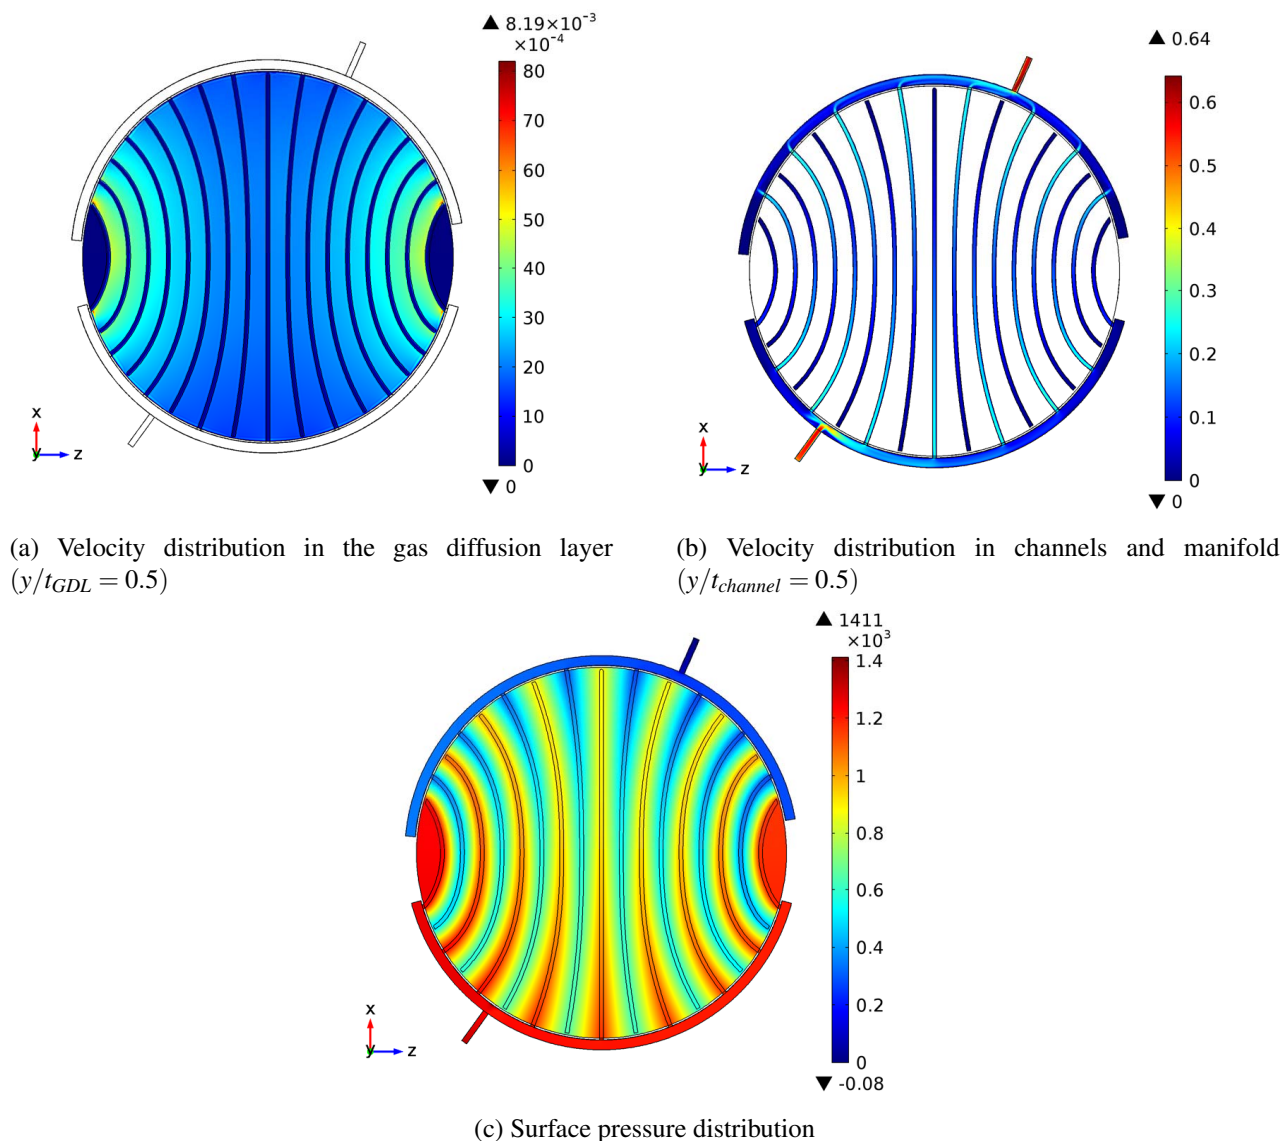 ▲ 8.19×10⁻³
×10⁻⁴
80
70
60
50
40
30
20
10
0
▼ 0
x
y z
(a) Velocity distribution in the gas diffusion layer
(y/t_GDL = 0.5)
▲ 0.64
0.6
0.5
0.4
0.3
0.2
0.1
0
▼ 0
x
y z
(b) Velocity distribution in channels and manifold
(y/t_channel = 0.5)
▲ 1411
×10³
1.4
1.2
1
0.8
0.6
0.4
0.2
0
▼ -0.08
x
y z
(c) Surface pressure distribution